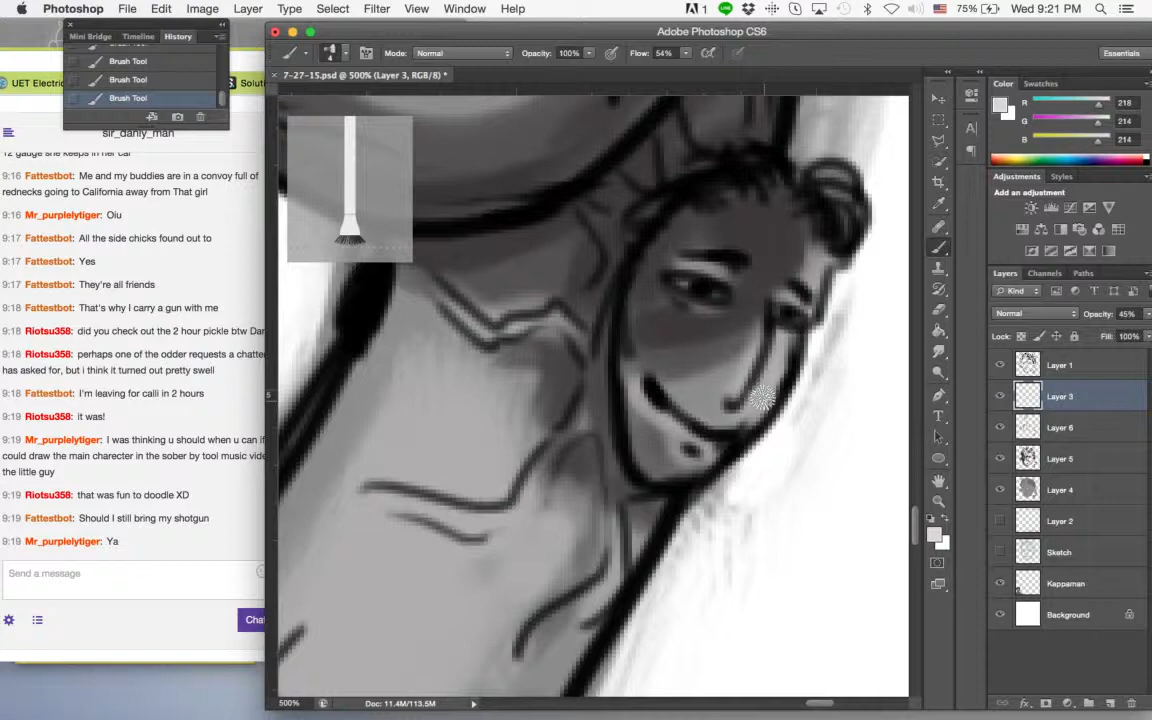 Photoshop File Edit Image Layer Type Select Filter View Window Help
1 75% Wed 9:21 PM
Mini Bridge Timeline History
Brush Tool
Brush Tool
Brush Tool
Adobe Photoshop CS6
4 Mode: Normal Opacity: 100% Flow: 54% Essentials
7-27-15.psd @ 500% (Layer 3, RGB/8) *
UET Electric
Solution
sir_danly_man
12 gauge she keeps in her car
9:16 Fattestbot: Me and my buddies are in a convoy full of
rednecks going to California away from That girl
9:16 Mr_purplelytiger: Oiu
9:17 Fattestbot: All the side chicks found out to
9:17 Fattestbot: Yes
9:17 Fattestbot: They're all friends
9:18 Fattestbot: That's why I carry a gun with me
9:18 Riotsu358: did you check out the 2 hour pickle btw Dan
9:18 Riotsu358: perhaps one of the odder requests a chatte
has asked for, but i think it turned out pretty swell
9:18 Fattestbot: I'm leaving for calli in 2 hours
9:19 Riotsu358: it was!
9:19 Mr_purplelytiger: I was thinking u should when u can if
could draw the main charecter in the sober by tool music vide
the little guy
9:19 Riotsu358: that was fun to doodle XD
9:19 Fattestbot: Should I still bring my shotgun
9:19 Mr_purplelytiger: Ya
Send a message
Chat
5
500% Doc: 11.4M/113.5M
Color Swatches
R 218
G 214
B 214
Adjustments Styles
Add an adjustment
Layers Channels Paths
Kind
Normal Opacity: 45%
Lock: Fill: 100%
Layer 1
Layer 3
Layer 6
Layer 5
Layer 4
Layer 2
Sketch
Kappaman
Background